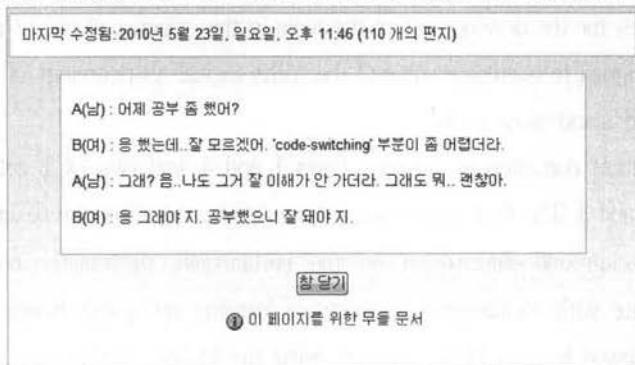 마지막 수정됨: 2010년 5월 23일, 일요일, 오후 11:46 (110 개의 편지)
A(남) : 어제 공부 좀 했어?
B(여) : 응 했는데..잘 모르겠어. 'code-switching' 부분이 좀 어렵더라.
A(남) : 그래? 음..나도 그거 잘 이해가 안 가더라. 그래도 뭐.. 괜찮아.
B(여) : 응 그래야 지. 공부했으니 잘 돼야 지.
창 닫기
이 페이지를 위한 무들 문서